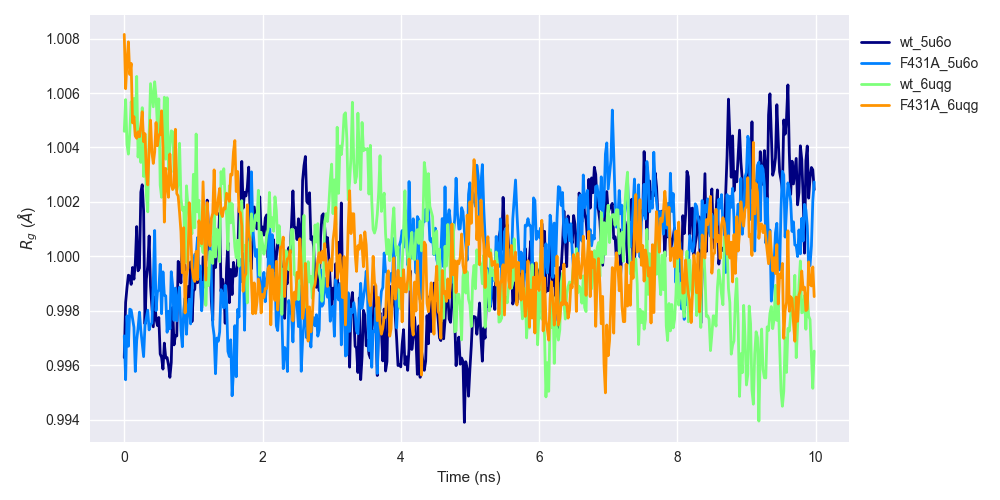 1.008
1.006
1.004
1.002
1.000
0.998
0.996
0.994
R_g (Å)
0 2 4 6 8 10
Time (ns)
wt_5u6o
F431A_5u6o
wt_6uqg
F431A_6uqg